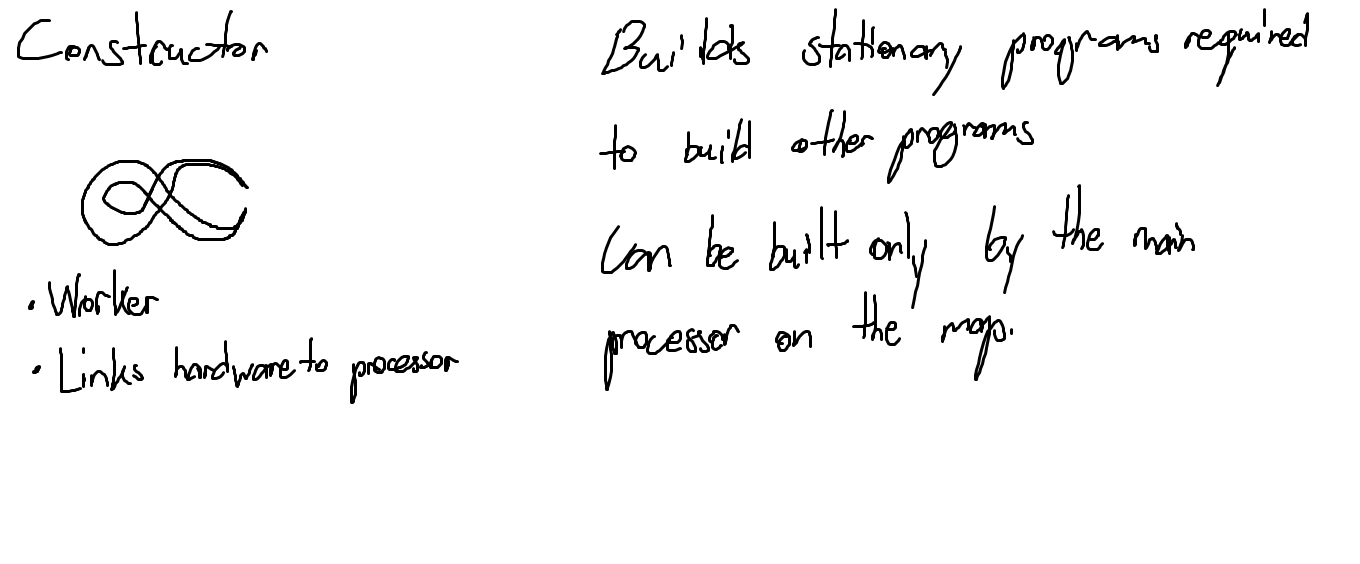 Constructor
• Worker
• Links hardware to processor
Builds stationary programs required
to build other programs
Can be built only by the main
processor on the map.